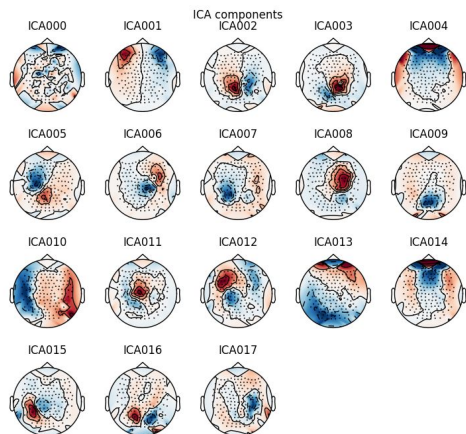 ICA components
ICA000 ICA001 ICA002 ICA003 ICA004
ICA005 ICA006 ICA007 ICA008 ICA009
ICA010 ICA011 ICA012 ICA013 ICA014
ICA015 ICA016 ICA017